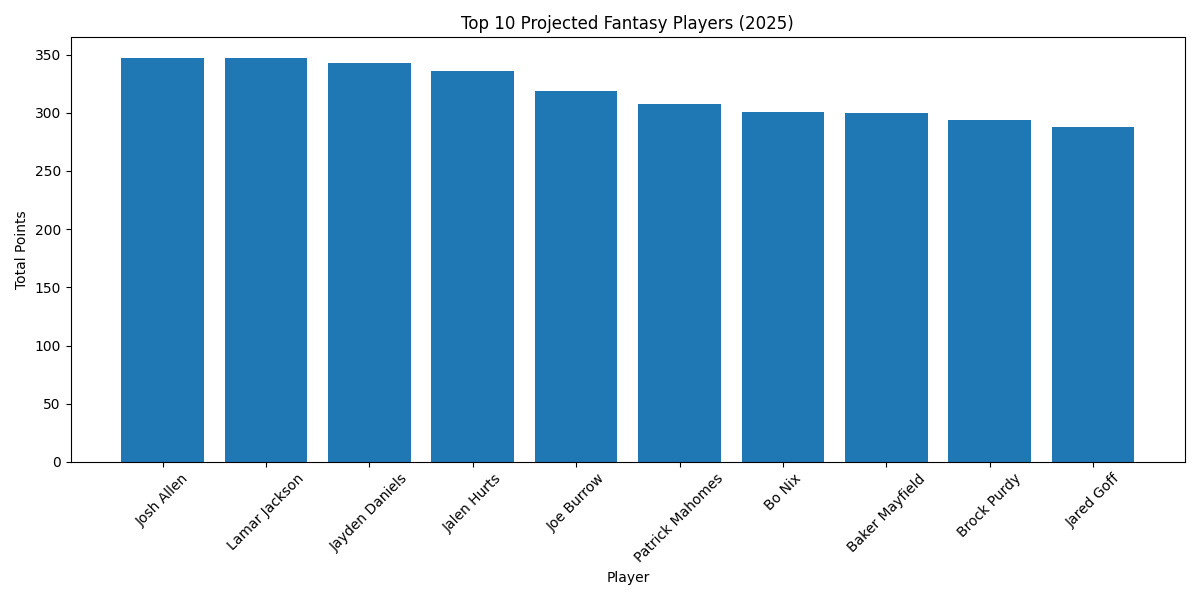 Top 10 Projected Fantasy Players (2025)
Total Points
350
300
250
200
150
100
50
0
Josh Allen
Lamar Jackson
Jayden Daniels
Jalen Hurts
Joe Burrow
Patrick Mahomes
Bo Nix
Baker Mayfield
Brock Purdy
Jared Goff
Player